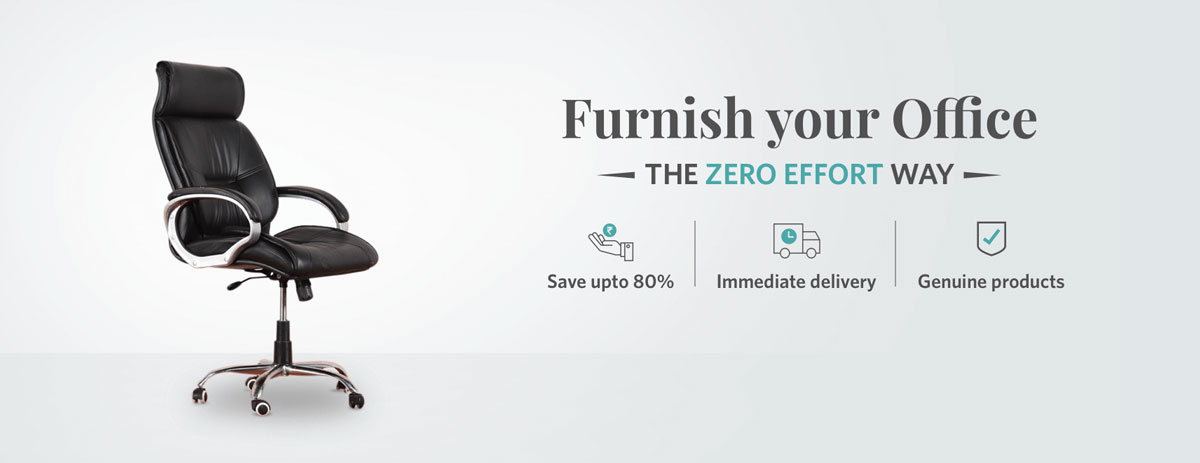 Furnish your Office
THE ZERO EFFORT WAY
₹
Save upto 80%
Immediate delivery
Genuine products